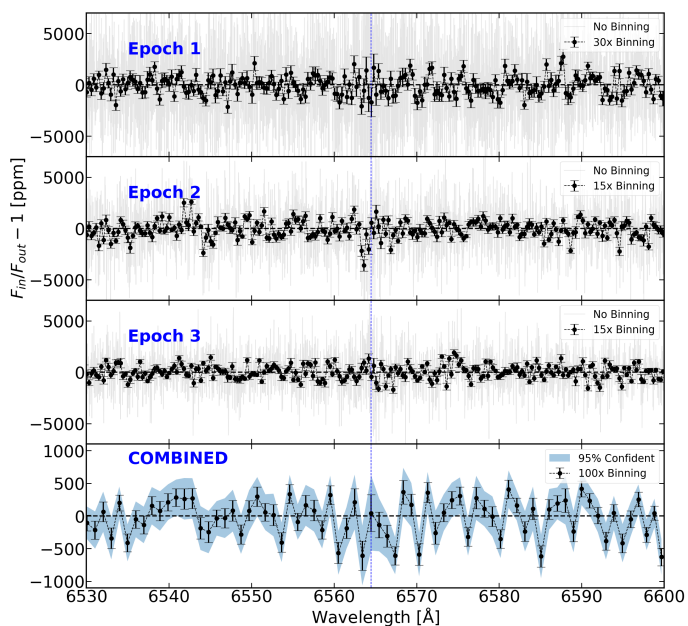 Epoch 1
No Binning
30x Binning
5000
0
−5000
Epoch 2
No Binning
15x Binning
5000
0
−5000
Epoch 3
No Binning
15x Binning
5000
0
−5000
COMBINED
95% Confident
100x Binning
1000
500
0
−500
−1000
F_in/F_out − 1 [ppm]
6530 6540 6550 6560 6570 6580 6590 6600
Wavelength [Å]